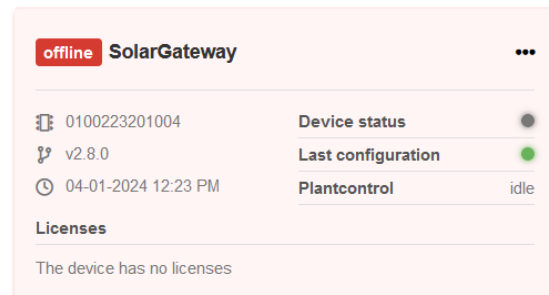 offline SolarGateway
0100223201004 Device status
v2.8.0 Last configuration
04-01-2024 12:23 PM Plantcontrol idle
Licenses
The device has no licenses